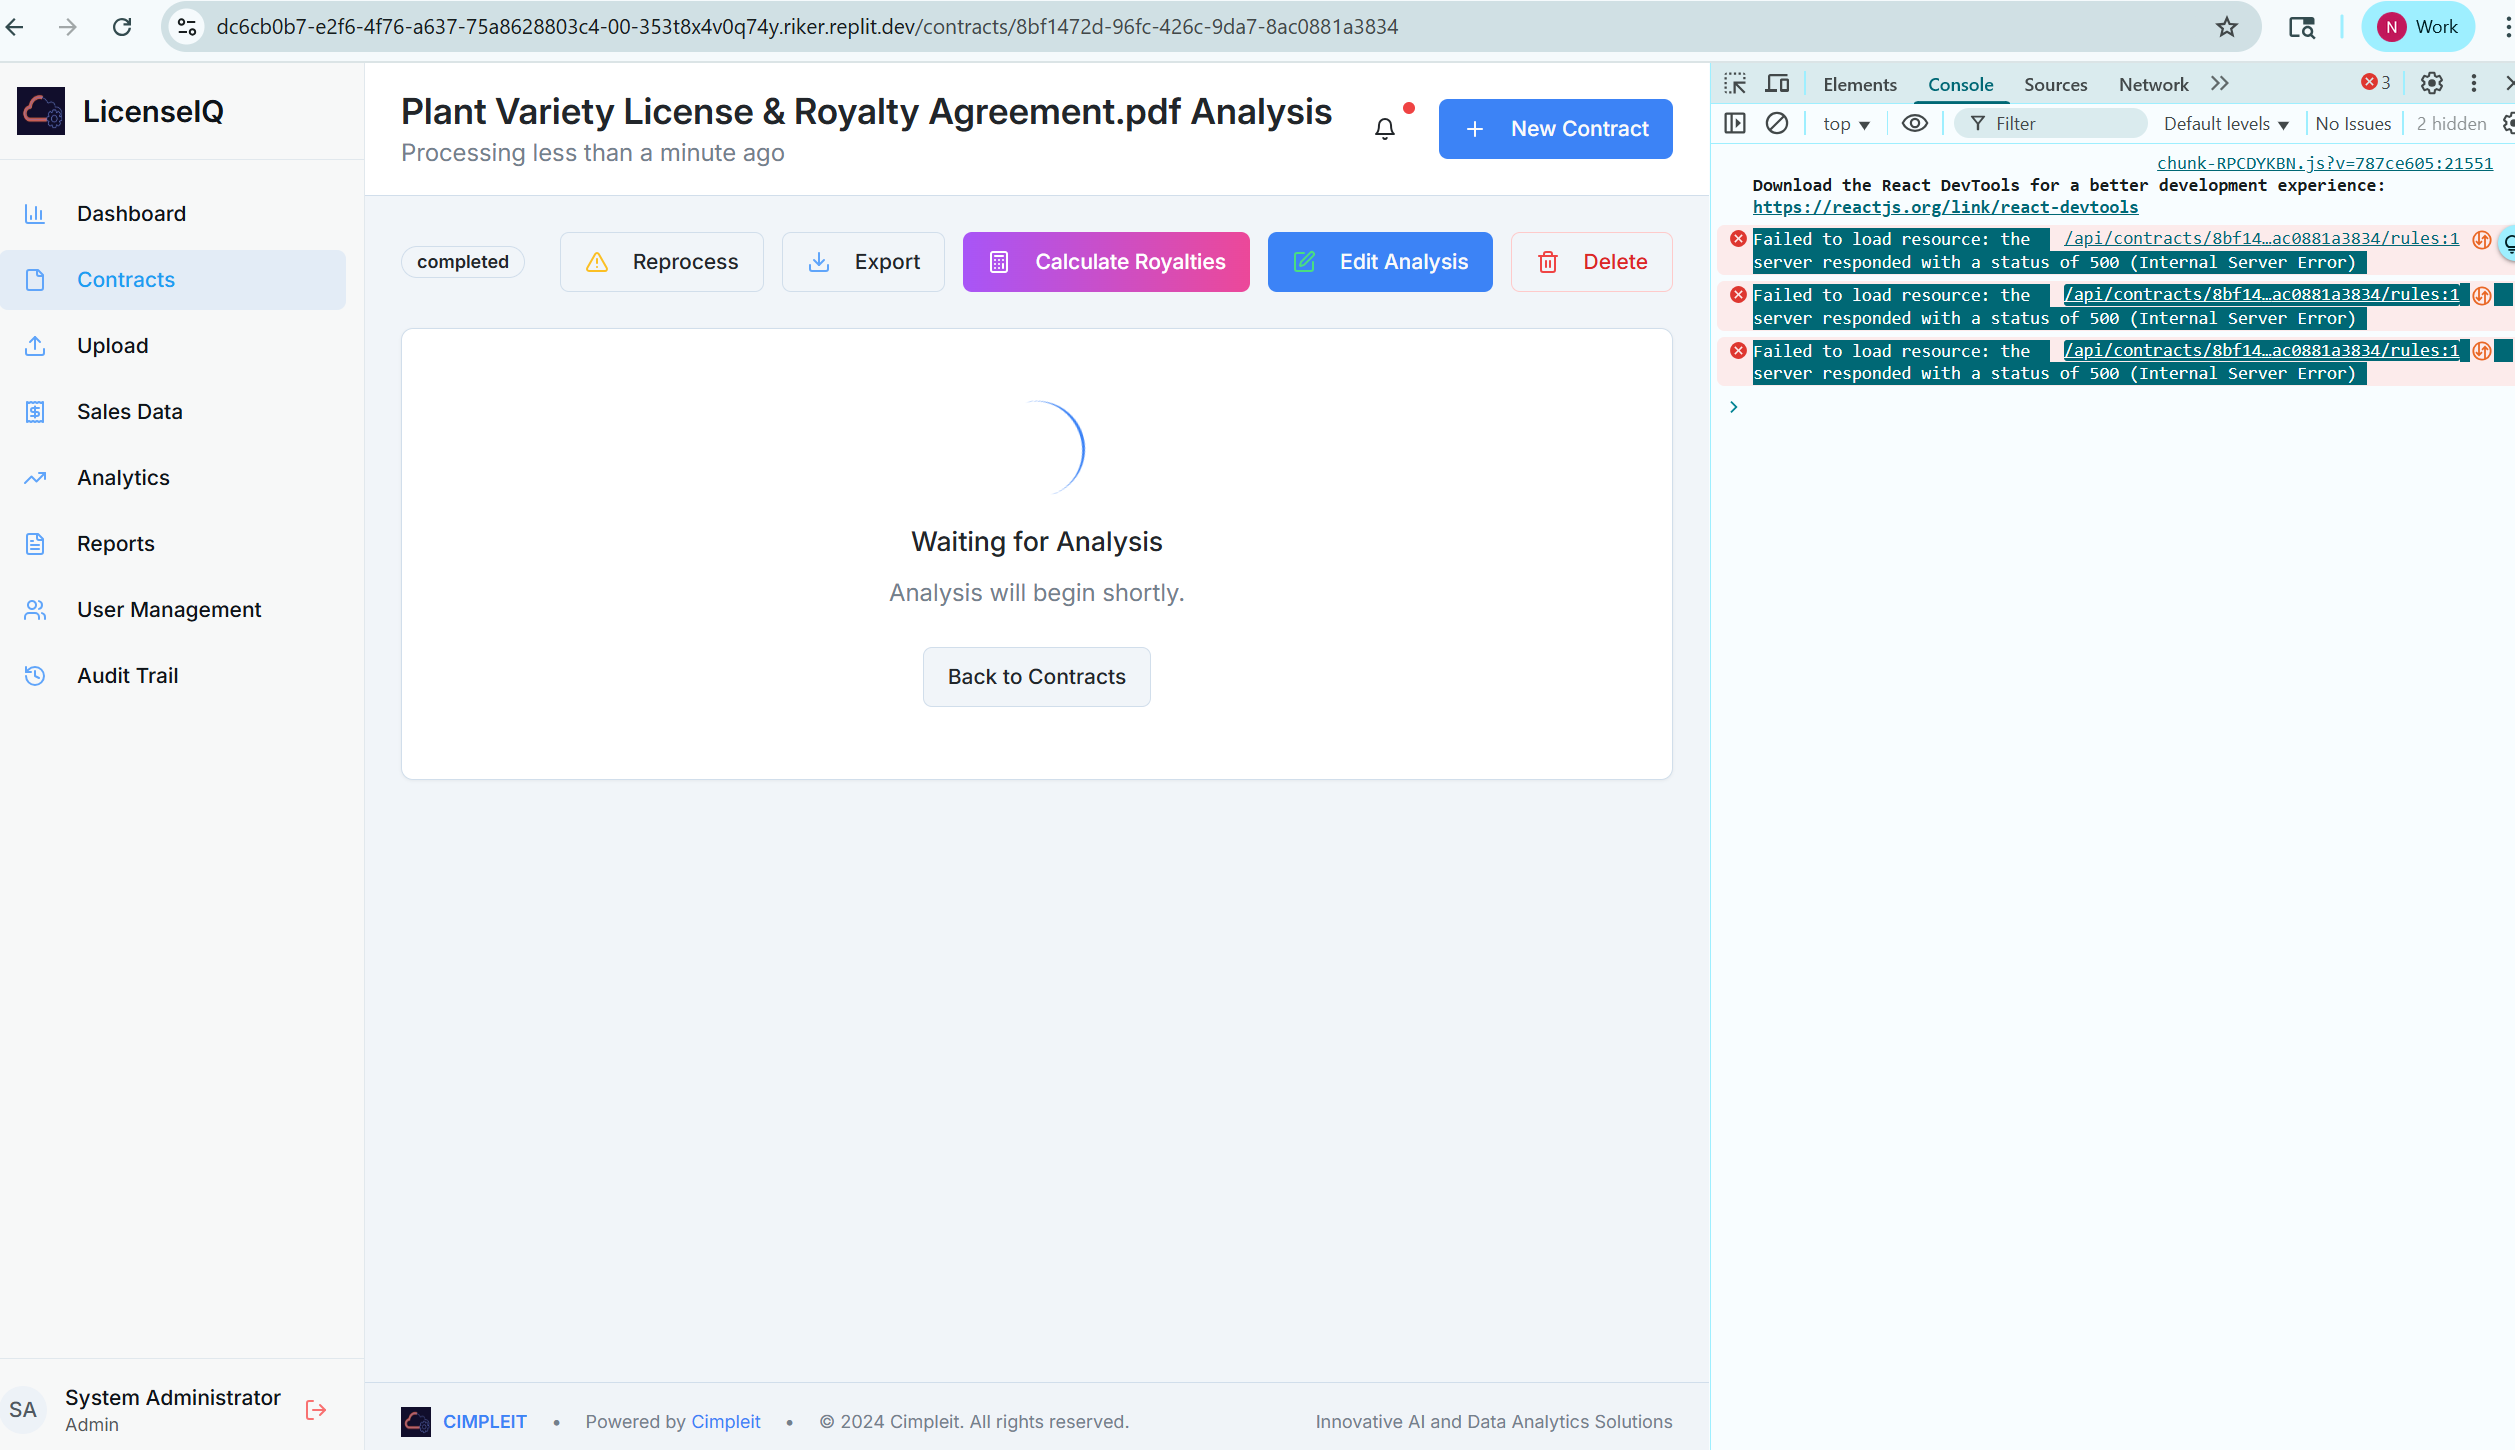 dc6cb0b7-e2f6-4f76-a637-75a8628803c4-00-353t8x4v0q74y.riker.replit.dev/contracts/8bf1472d-96fc-426c-9da7-8ac0881a3834
N Work
LicenseIQ
Dashboard
Contracts
Upload
Sales Data
Analytics
Reports
User Management
Audit Trail
SA
System Administrator
Admin
Plant Variety License & Royalty Agreement.pdf Analysis
Processing less than a minute ago
New Contract
completed
Reprocess
Export
Calculate Royalties
Edit Analysis
Delete
Waiting for Analysis
Analysis will begin shortly.
Back to Contracts
CIMPLEIT • Powered by Cimpleit • © 2024 Cimpleit. All rights reserved.
Innovative AI and Data Analytics Solutions
Elements Console Sources Network 3
top Filter Default levels No Issues 2 hidden
chunk-RPCDYKBN.js?v=787ce605:21551
Download the React DevTools for a better development experience:
https://reactjs.org/link/react-devtools
Failed to load resource: the /api/contracts/8bf14…ac0881a3834/rules:1
server responded with a status of 500 (Internal Server Error)
Failed to load resource: the /api/contracts/8bf14…ac0881a3834/rules:1
server responded with a status of 500 (Internal Server Error)
Failed to load resource: the /api/contracts/8bf14…ac0881a3834/rules:1
server responded with a status of 500 (Internal Server Error)